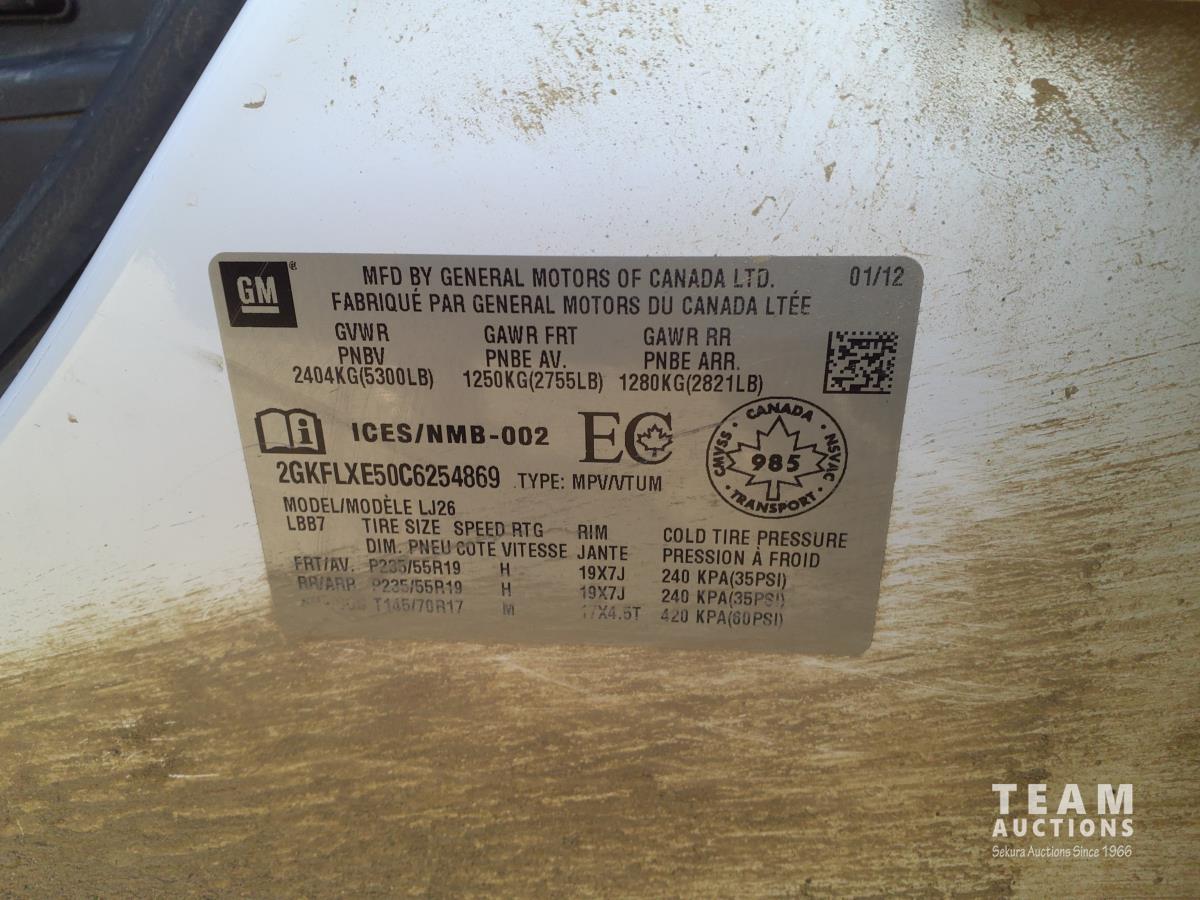 GM
MFD BY GENERAL MOTORS OF CANADA LTD. 01/12
FABRIQUÉ PAR GENERAL MOTORS DU CANADA LTÉE
GVWR GAWR FRT GAWR RR
PNBV PNBE AV. PNBE ARR.
2404KG(5300LB) 1250KG(2755LB) 1280KG(2821LB)
i ICES/NMB-002 EC
CANADA
CMVSS 985 NSVAC
TRANSPORT
2GKFLXE50C6254869 TYPE: MPV/VTUM
MODEL/MODÈLE LJ26
LBB7 TIRE SIZE SPEED RTG RIM COLD TIRE PRESSURE
DIM. PNEU COTE VITESSE JANTE PRESSION À FROID
FRT/AV. P235/55R19 H 19X7J 240 KPA(35PSI)
RR/ARR P235/55R19 H 19X7J 240 KPA(35PSI)
T145/70R17 M 17X4.5T 420 KPA(60PSI)
TEAM
AUCTIONS
Sekura Auctions Since 1966